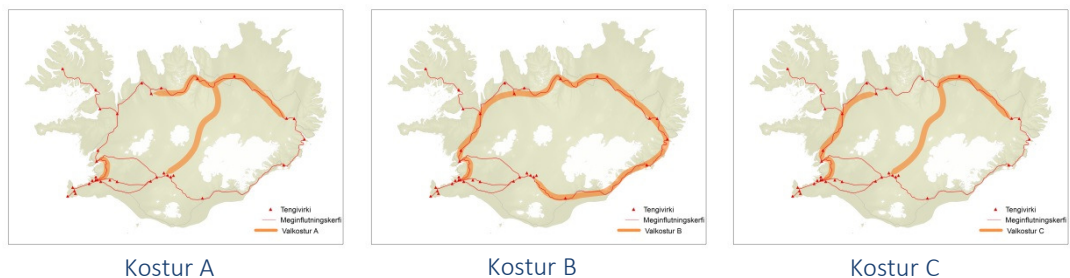 Tengivirki
Meginflutningskerfi
Valkostur A
Tengivirki
Meginflutningskerfi
Valkostur B
Tengivirki
Meginflutningskerfi
Valkostur C
Kostur A
Kostur B
Kostur C